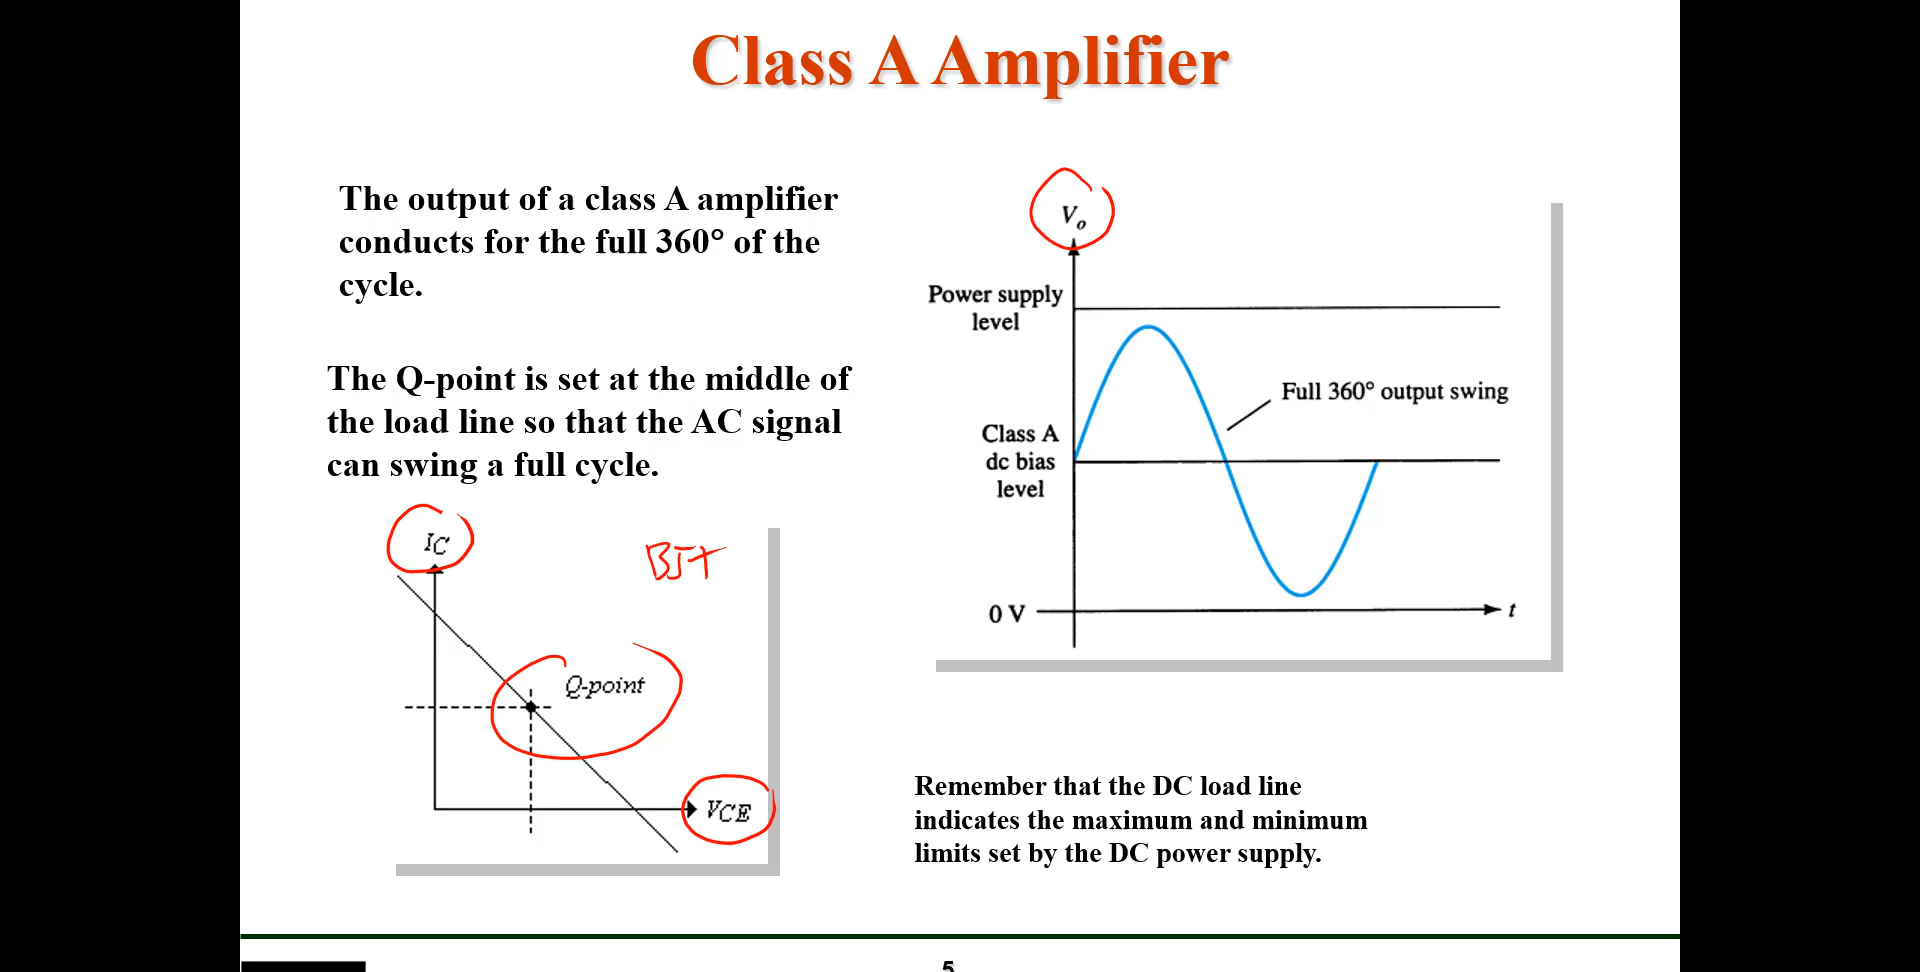 Class A Amplifier
The output of a class A amplifier
conducts for the full 360° of the
cycle.
The Q-point is set at the middle of
the load line so that the AC signal
can swing a full cycle.
IC
BJT
Q-point
VCE
Vo
Power supply
level
Full 360° output swing
Class A
dc bias
level
0 V
t
Remember that the DC load line
indicates the maximum and minimum
limits set by the DC power supply.
5